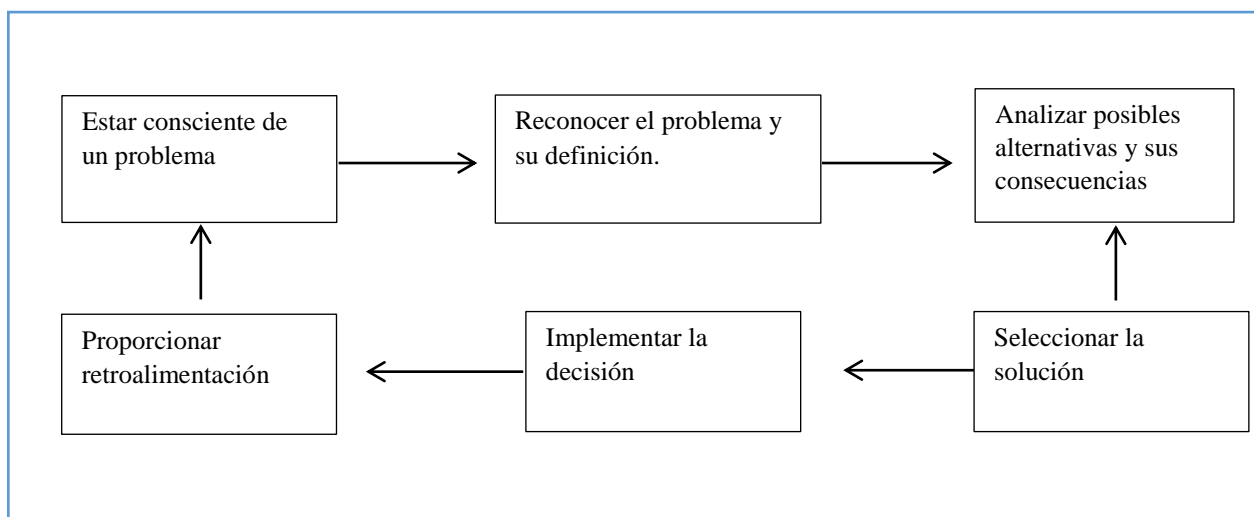 Estar consciente de
un problema
Reconocer el problema y
su definición.
Analizar posibles
alternativas y sus
consecuencias
Proporcionar
retroalimentación
Implementar la
decisión
Seleccionar la
solución